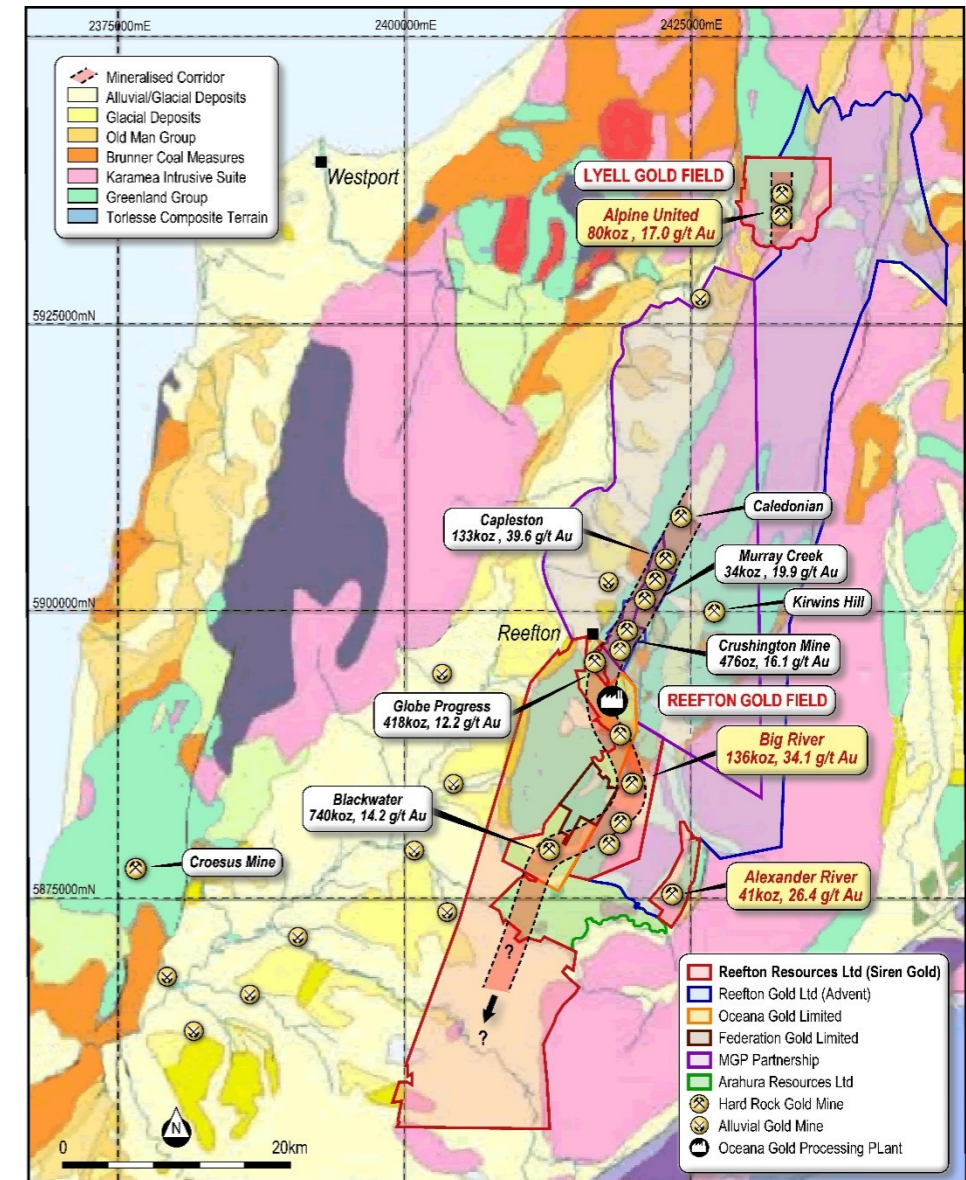 2375000mE
2400000mE
2425000mE
Mineralised Corridor
Alluvial/Glacial Deposits
Glacial Deposits
Old Man Group
Brunner Coal Measures
Karamea Intrusive Suite
Greenland Group
Torlesse Composite Terrain
Westport
LYELL GOLD FIELD
Alpine United
80koz , 17.0 g/t Au
5925000mN
Capleston
133koz , 39.6 g/t Au
Caledonian
Murray Creek
34koz , 19.9 g/t Au
Kirwins Hill
5900000mN
Reefton
Crushington Mine
476oz, 16.1 g/t Au
Globe Progress
418koz, 12.2 g/t Au
REEFTON GOLD FIELD
Big River
136koz, 34.1 g/t Au
Blackwater
740koz, 14.2 g/t Au
Croesus Mine
Alexander River
41koz, 26.4 g/t Au
5875000mN
?
?
Reefton Resources Ltd (Siren Gold)
Reefton Gold Ltd (Advent)
Oceana Gold Limited
Federation Gold Limited
MGP Partnership
Arahura Resources Ltd
Hard Rock Gold Mine
Alluvial Gold Mine
Oceana Gold Processing PLant
N
0
20km